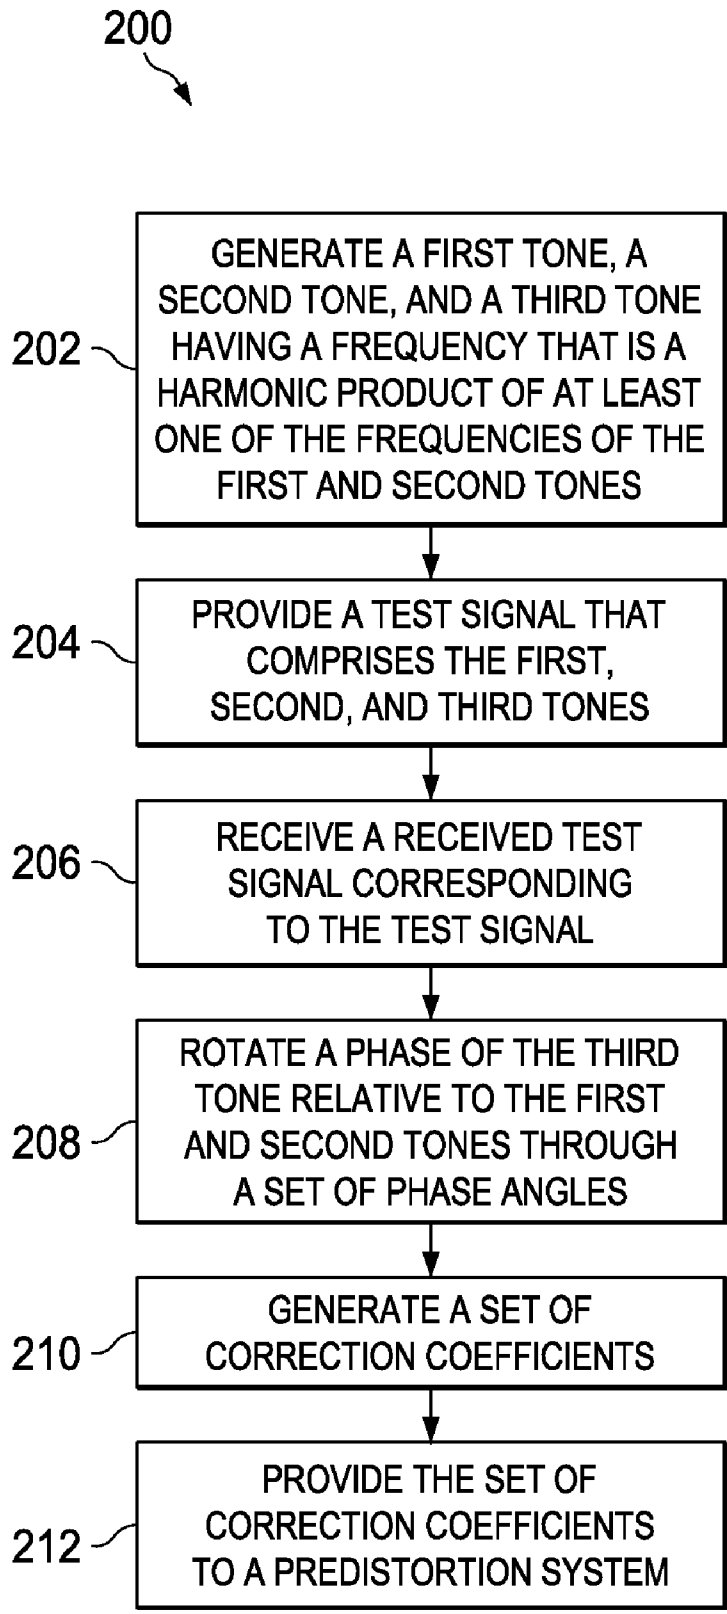 200
202
GENERATE A FIRST TONE, A
SECOND TONE, AND A THIRD TONE
HAVING A FREQUENCY THAT IS A
HARMONIC PRODUCT OF AT LEAST
ONE OF THE FREQUENCIES OF THE
FIRST AND SECOND TONES
204
PROVIDE A TEST SIGNAL THAT
COMPRISES THE FIRST,
SECOND, AND THIRD TONES
206
RECEIVE A RECEIVED TEST
SIGNAL CORRESPONDING
TO THE TEST SIGNAL
208
ROTATE A PHASE OF THE THIRD
TONE RELATIVE TO THE FIRST
AND SECOND TONES THROUGH
A SET OF PHASE ANGLES
210
GENERATE A SET OF
CORRECTION COEFFICIENTS
212
PROVIDE THE SET OF
CORRECTION COEFFICIENTS
TO A PREDISTORTION SYSTEM